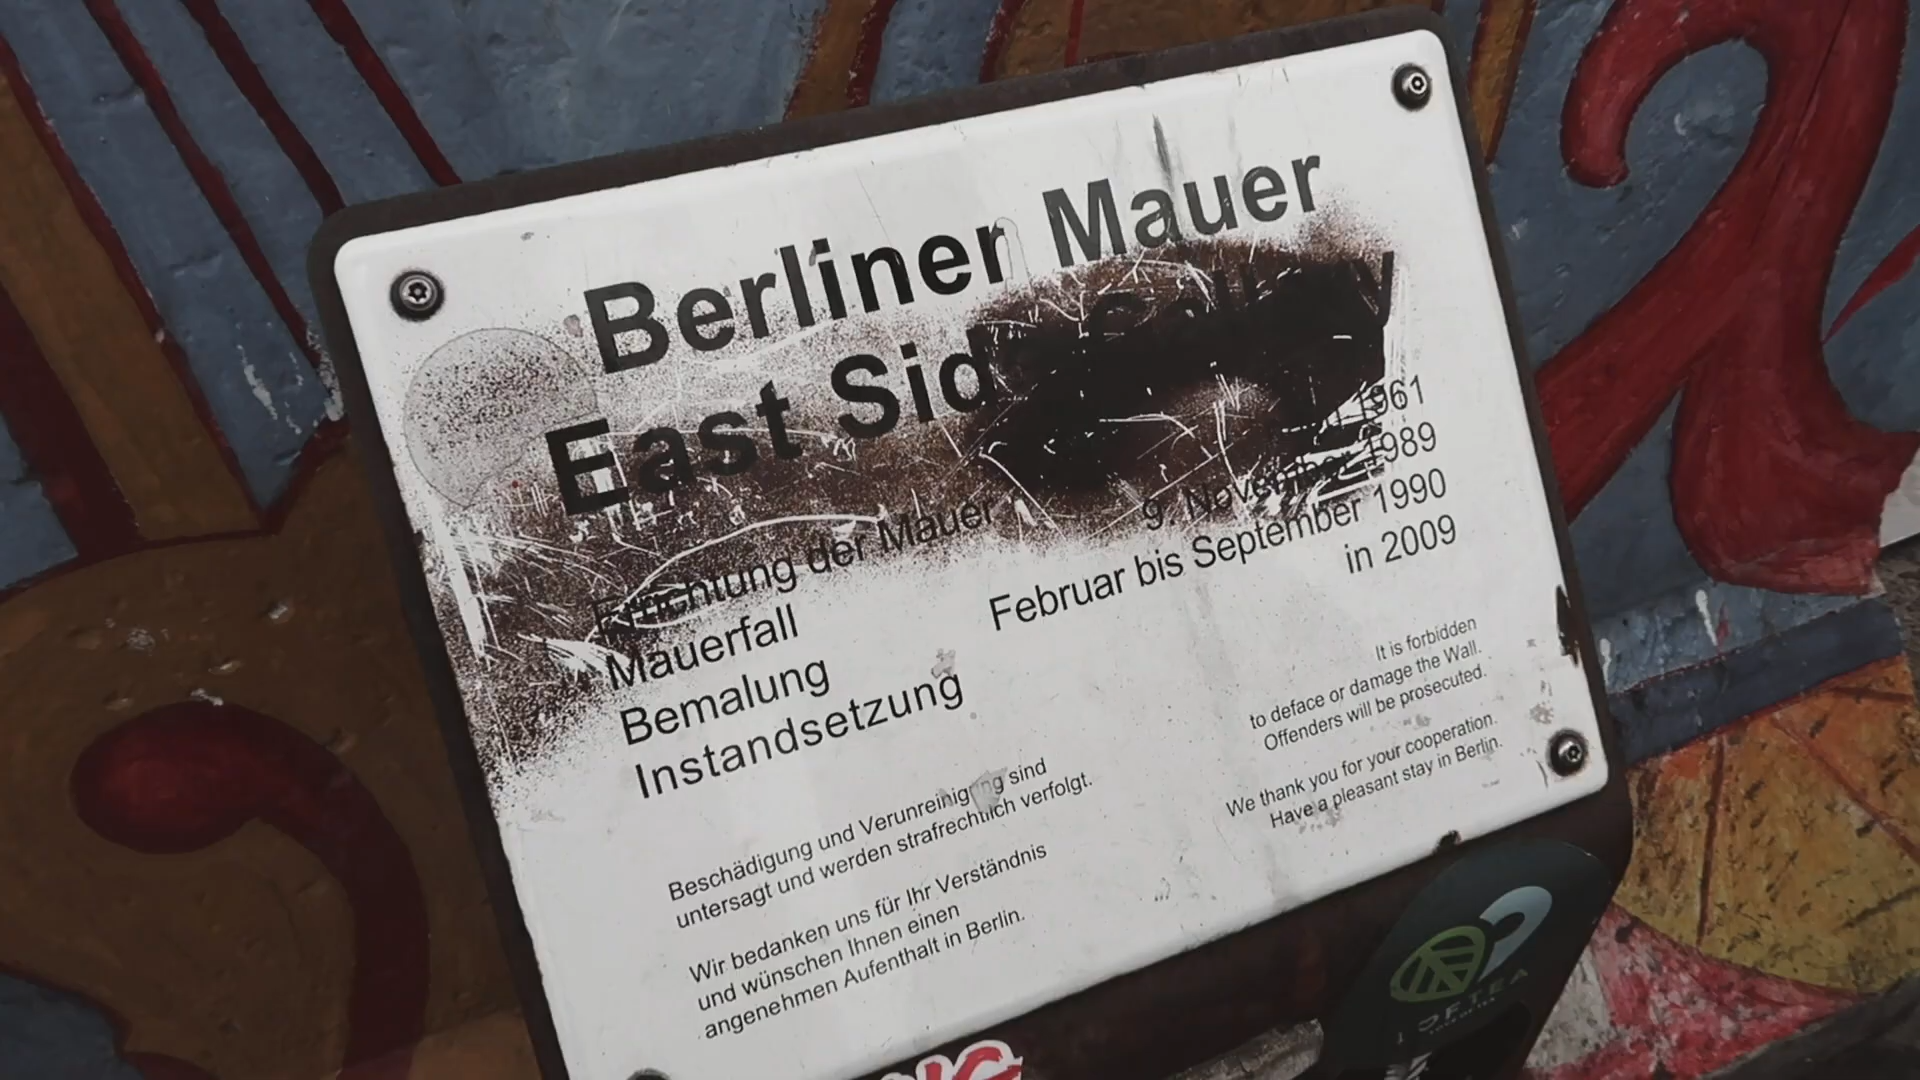 Berliner Mauer
East Side Gallery
Errichtung der Mauer 1961
Mauerfall 9. November 1989
Bemalung Februar bis September 1990
Instandsetzung in 2009
Beschädigung und Verunreinigung sind
untersagt und werden strafrechtlich verfolgt.
Wir bedanken uns für Ihr Verständnis
und wünschen Ihnen einen
angenehmen Aufenthalt in Berlin.
It is forbidden
to deface or damage the Wall.
Offenders will be prosecuted.
We thank you for your cooperation.
Have a pleasant stay in Berlin.